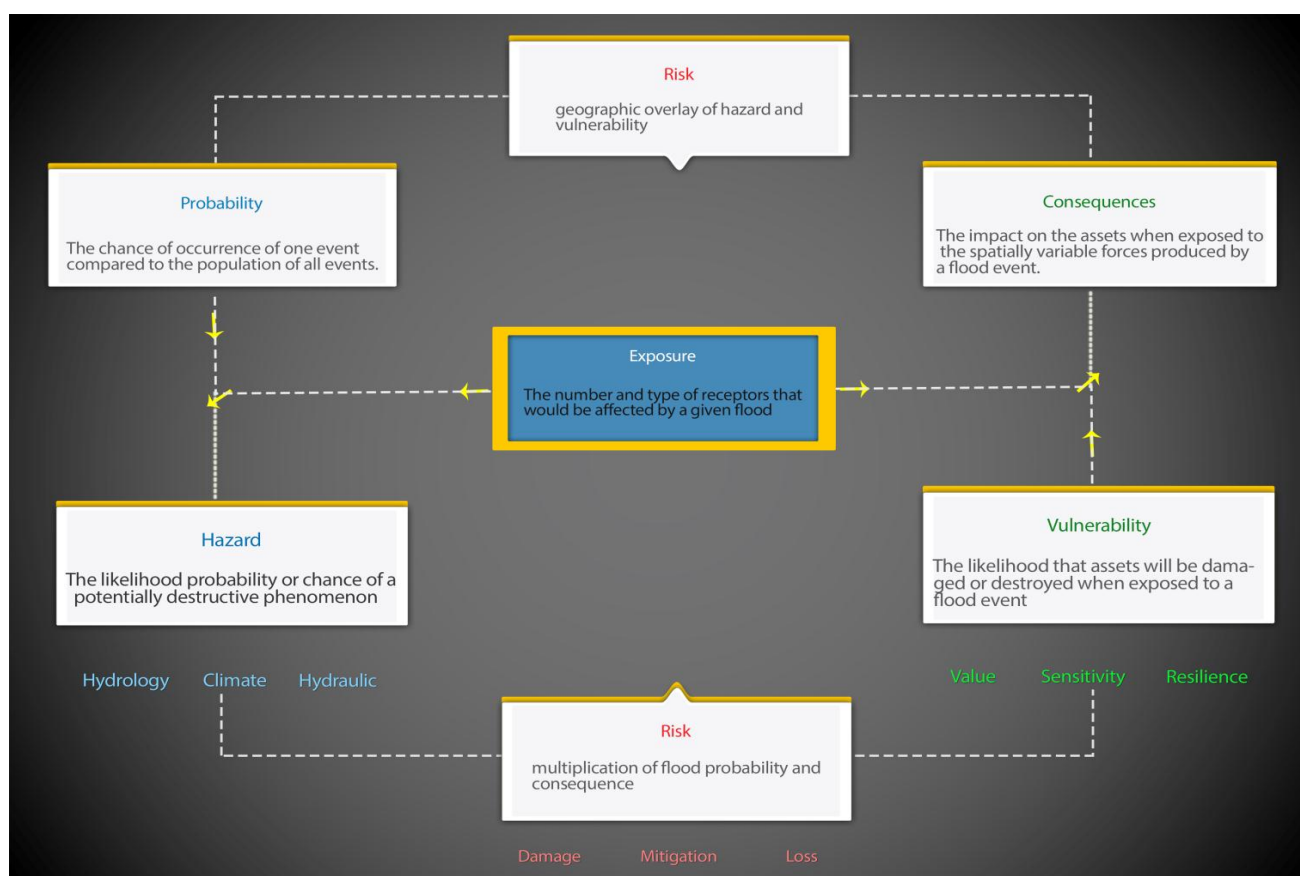 Risk
geographic overlay of hazard and
vulnerability
Probability
The chance of occurrence of one event
compared to the population of all events.
Consequences
The impact on the assets when exposed to
the spatially variable forces produced by
a flood event.
Exposure
The number and type of receptors that
would be affected by a given flood
Hazard
The likelihood probability or chance of a
potentially destructive phenomenon
Vulnerability
The likelihood that assets will be dama-
ged or destroyed when exposed to a
flood event
Hydrology Climate Hydraulic
Value Sensitivity Resilience
Risk
multiplication of flood probability and
consequence
Damage Mitigation Loss